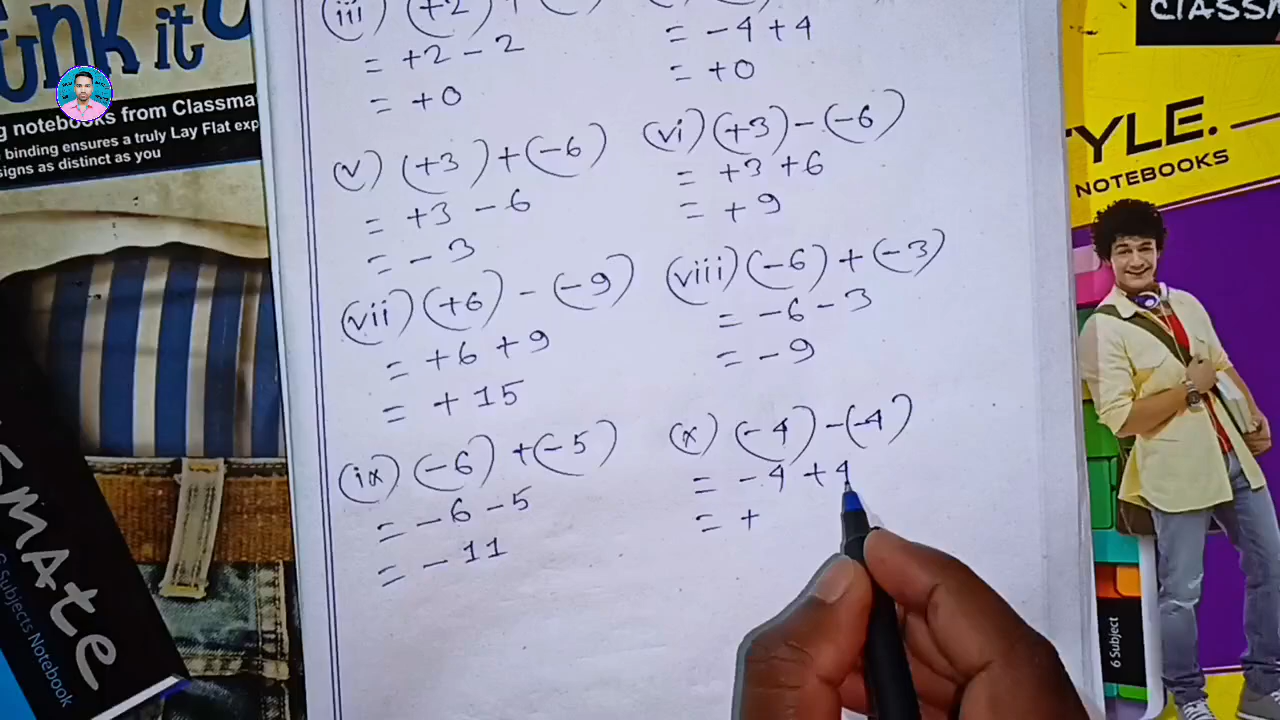 unk it
CLASSM
g notebooks from Classma
binding ensures a truly Lay Flat exp
signs as distinct as you
iii) (+2) +
= +2 - 2
= +0
= -4 + 4
= +0
v) (+3) + (-6)
= +3 - 6
= -3
(vi) (+3) - (-6)
= +3 + 6
= +9
(vii) (+6) - (-9)
= +6 + 9
= +15
(viii) (-6) + (-3)
= -6 - 3
= -9
(ix) (-6) + (-5)
= -6 - 5
= -11
(x) (-4) - (-4)
= -4 + 4
= +
TYLE.
NOTEBOOKS
smate
6 Subjects Notebook
6 Subject